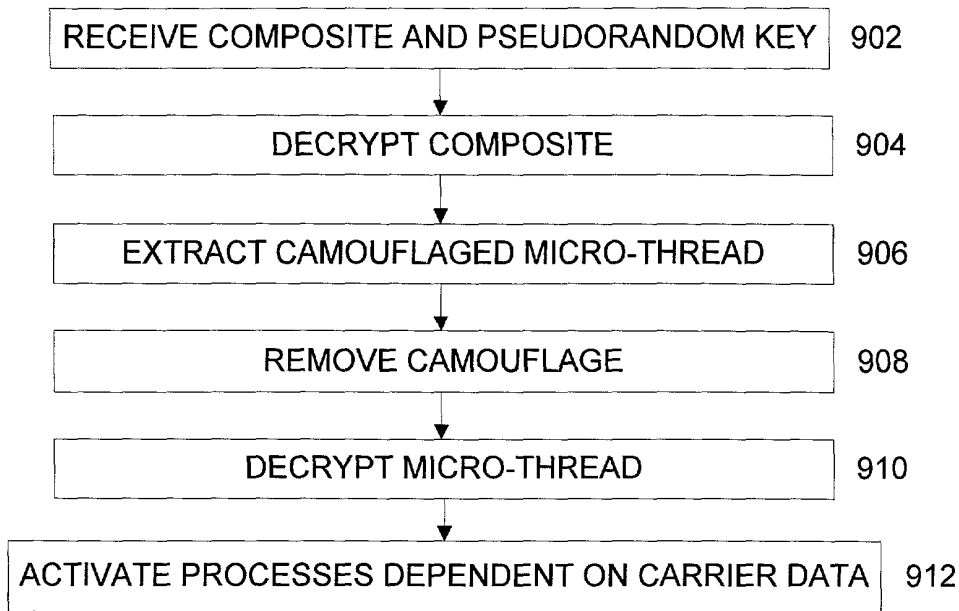 RECEIVE COMPOSITE AND PSEUDORANDOM KEY 902
DECRYPT COMPOSITE 904
EXTRACT CAMOUFLAGED MICRO-THREAD 906
REMOVE CAMOUFLAGE 908
DECRYPT MICRO-THREAD 910
ACTIVATE PROCESSES DEPENDENT ON CARRIER DATA 912